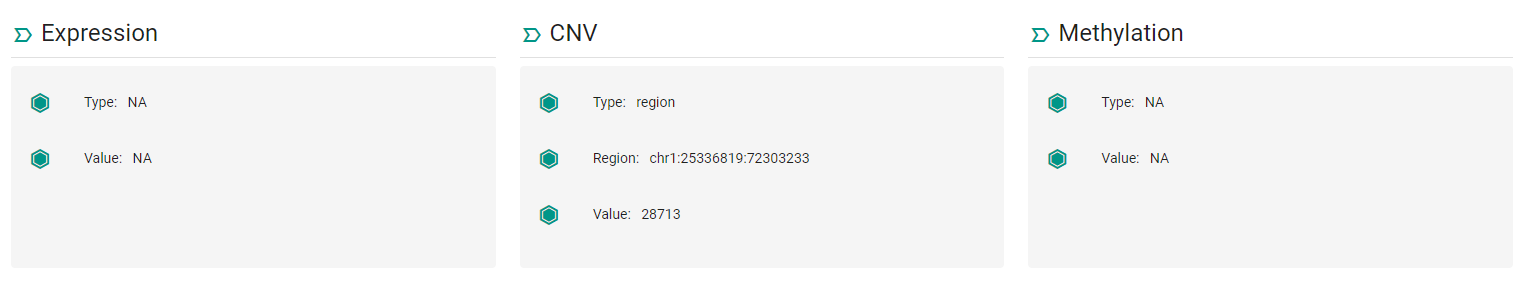 Expression
Type: NA
Value: NA
CNV
Type: region
Region: chr1:25336819:72303233
Value: 28713
Methylation
Type: NA
Value: NA